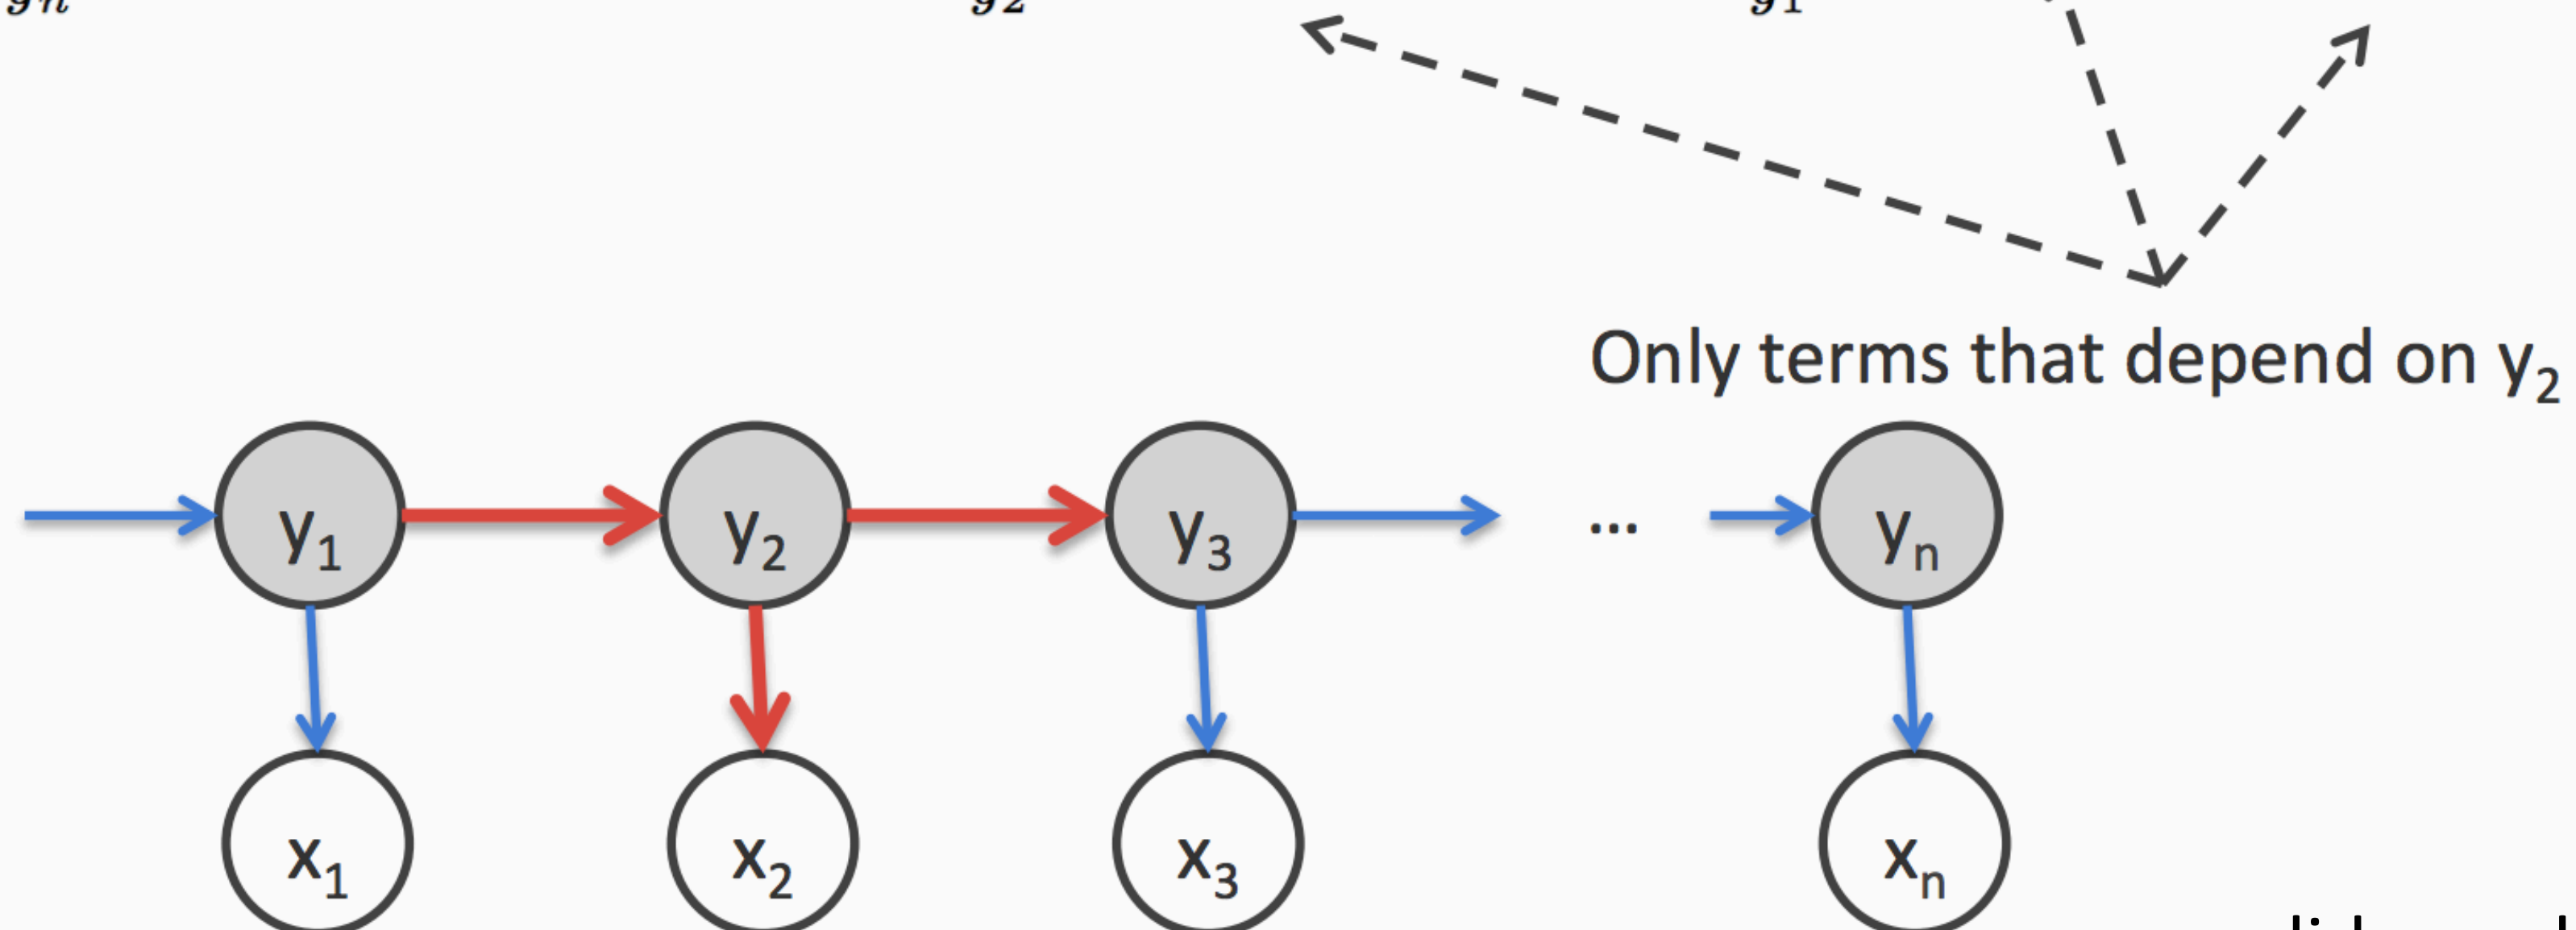 Only terms that depend on y₂
y₁ y₂ y₃ ... yₙ
x₁ x₂ x₃ xₙ